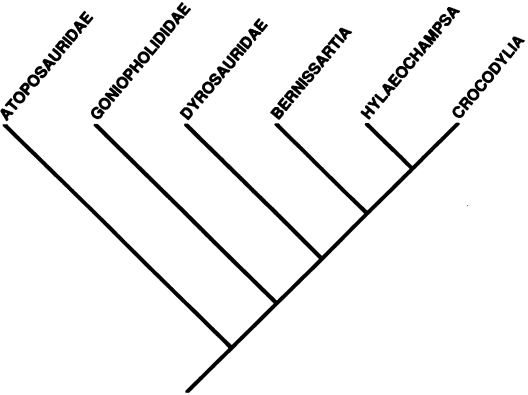 ATOPOSAURIDAE
GONIOPHOLIDIDAE
DYROSAURIDAE
BERNISSARTIA
HYLAEOCHAMPSA
CROCODYLIA